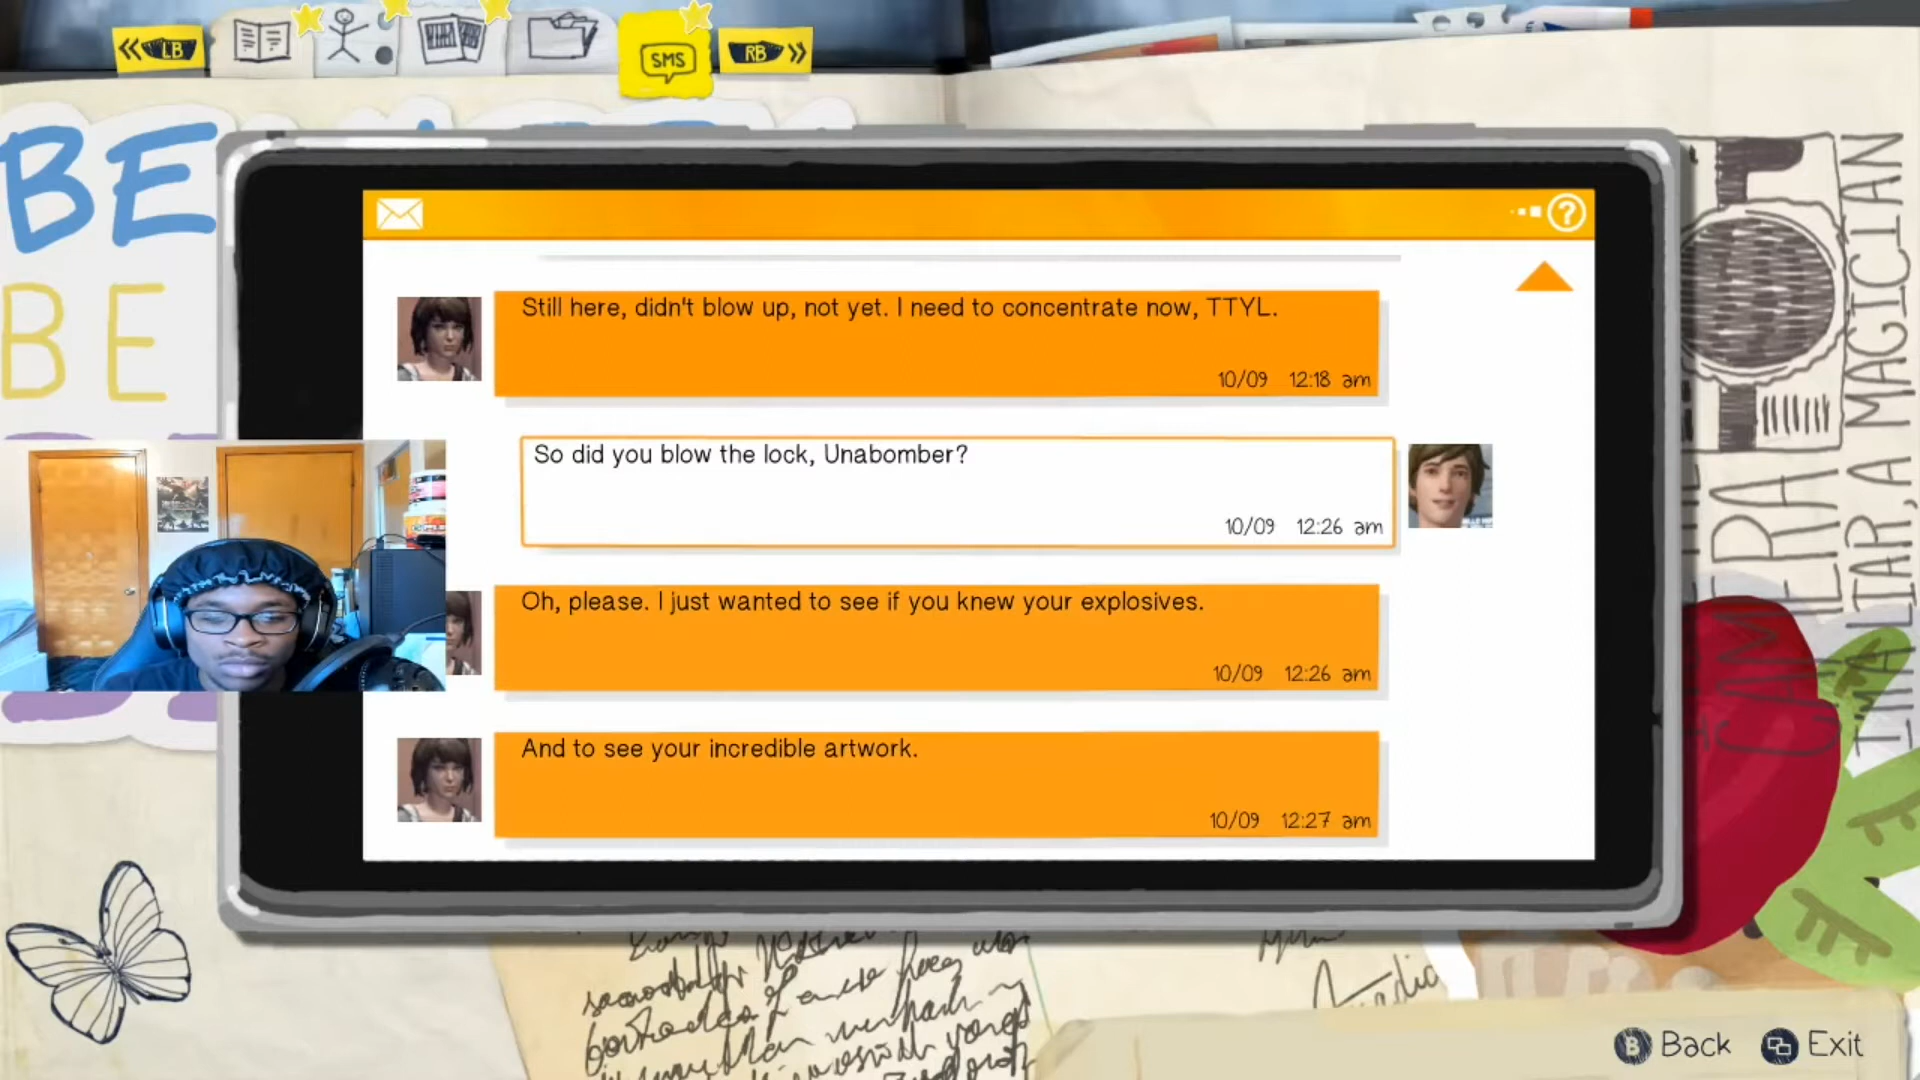 LB
SMS
RB
BE
BE
Still here, didn't blow up, not yet. I need to concentrate now, TTYL.
10/09 12:18 am
So did you blow the lock, Unabomber?
10/09 12:26 am
Oh, please. I just wanted to see if you knew your explosives.
10/09 12:26 am
And to see your incredible artwork.
10/09 12:27 am
LIAR, A MAGICIAN
B Back
Exit